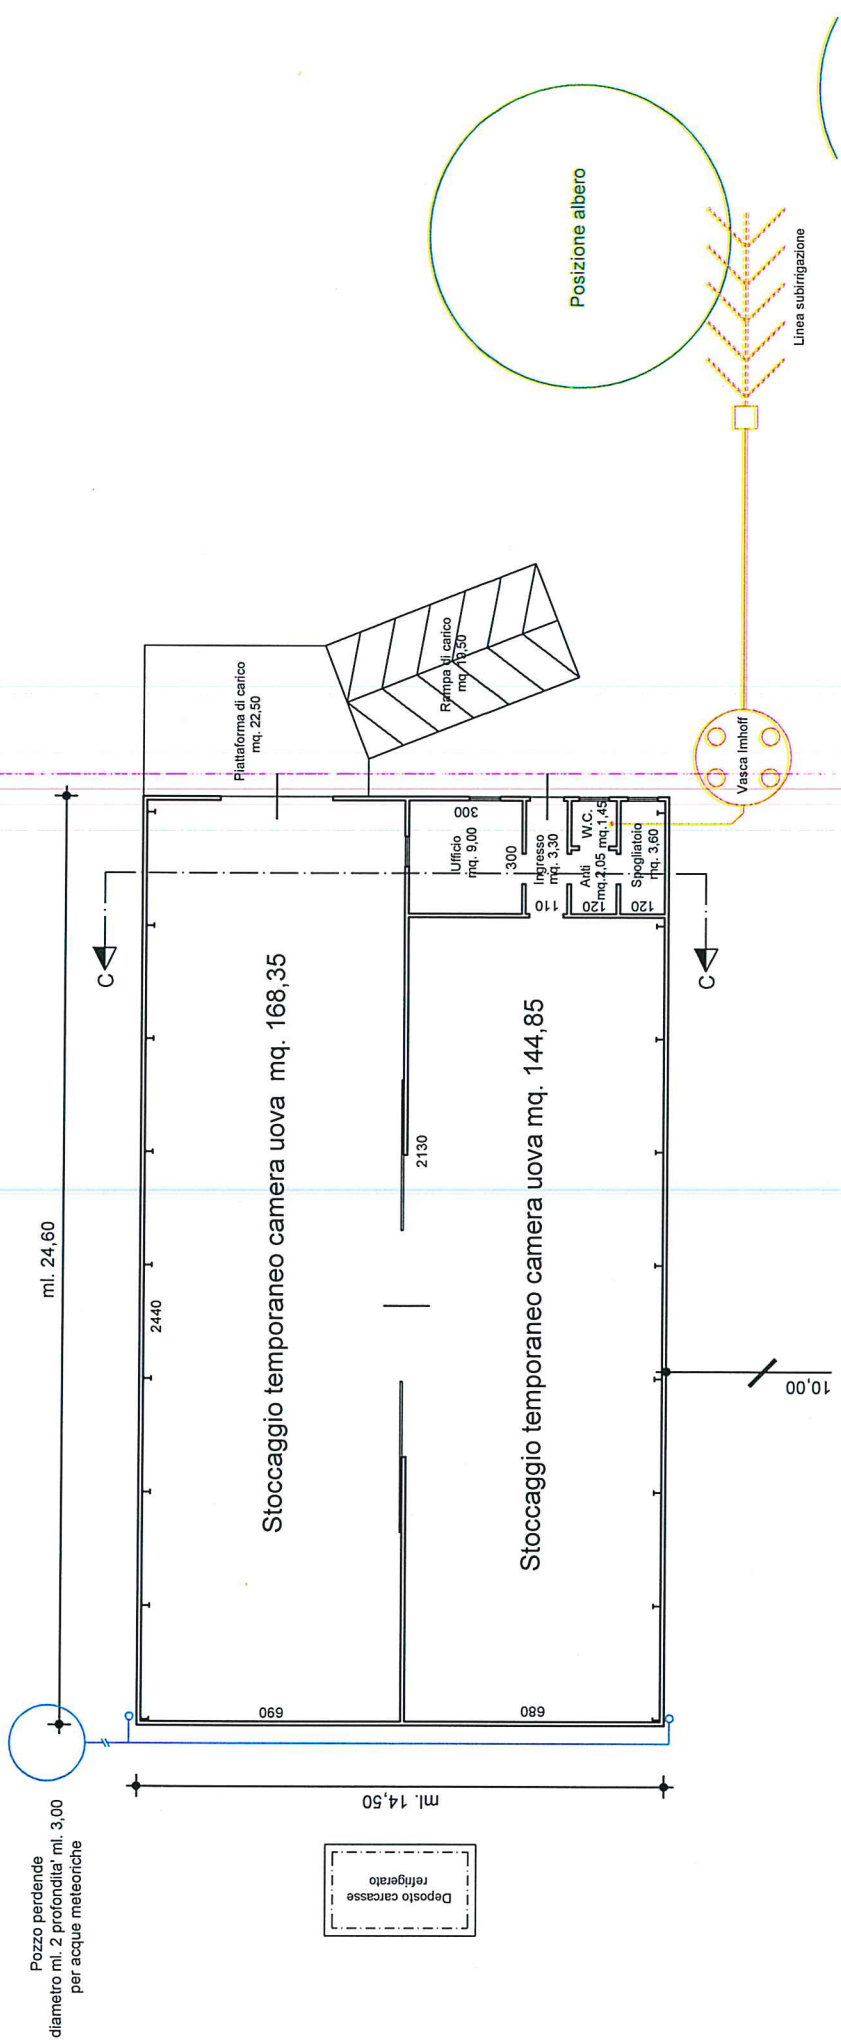 Posizione albero
Linea subirrigazione
Piattaforma di carico
mq. 22,50
Rampa di carico
mq. 19,50
Vasca Imhoff
300
Ufficio
mq. 9,00
300
Ingresso
mq. 3,30
110
W.C.
mq.1,45
Anti
mq.2,05
120
Spogliatoio
mq. 3,60
120
C
C
Stoccaggio temporaneo camera uova mq. 168,35
Stoccaggio temporaneo camera uova mq. 144,85
2130
2440
ml. 24,60
10,00
690
680
ml. 14,50
Deposto carcasse
refrigerato
Pozzo perdende
diametro ml. 2 profondita' ml. 3,00
per acque meteoriche